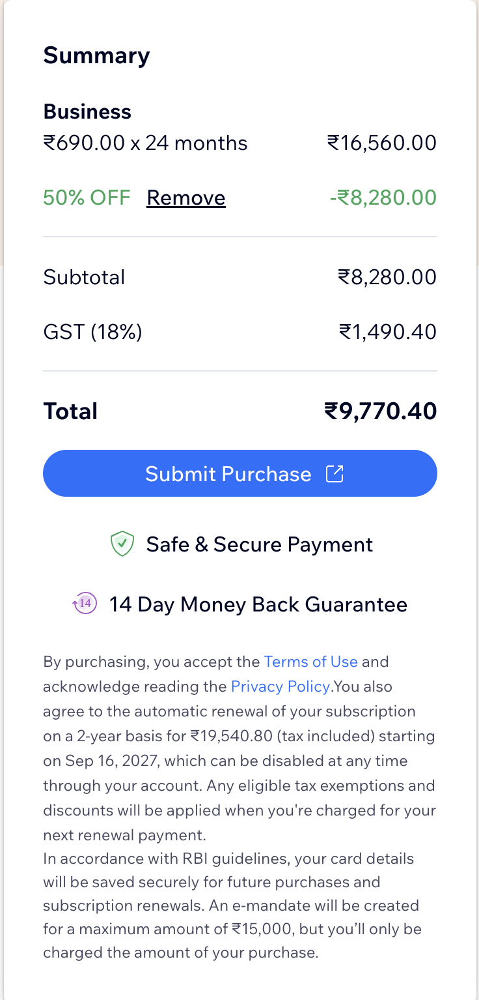 Summary
Business
₹690.00 x 24 months ₹16,560.00
50% OFF Remove -₹8,280.00
Subtotal ₹8,280.00
GST (18%) ₹1,490.40
Total ₹9,770.40
Submit Purchase
Safe & Secure Payment
14 14 Day Money Back Guarantee
By purchasing, you accept the Terms of Use and
acknowledge reading the Privacy Policy.You also
agree to the automatic renewal of your subscription
on a 2-year basis for ₹19,540.80 (tax included) starting
on Sep 16, 2027, which can be disabled at any time
through your account. Any eligible tax exemptions and
discounts will be applied when you're charged for your
next renewal payment.
In accordance with RBI guidelines, your card details
will be saved securely for future purchases and
subscription renewals. An e-mandate will be created
for a maximum amount of ₹15,000, but you’ll only be
charged the amount of your purchase.